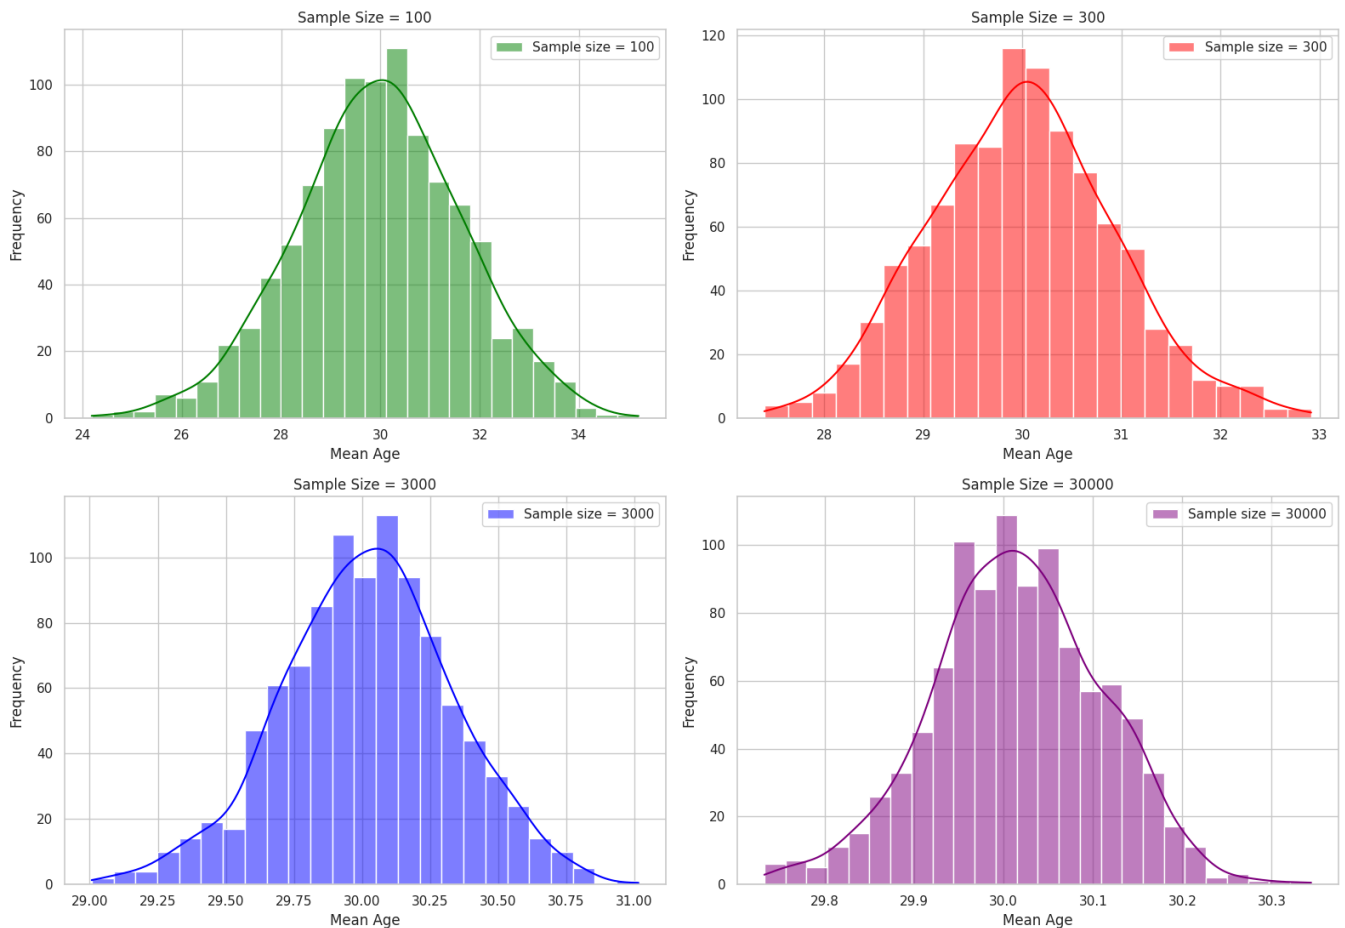 Sample Size = 100
Sample size = 100
Frequency
100
80
60
40
20
0
24 26 28 30 32 34
Mean Age
Sample Size = 300
Sample size = 300
Frequency
120
100
80
60
40
20
0
28 29 30 31 32 33
Mean Age
Sample Size = 3000
Sample size = 3000
Frequency
100
80
60
40
20
0
29.00 29.25 29.50 29.75 30.00 30.25 30.50 30.75 31.00
Mean Age
Sample Size = 30000
Sample size = 30000
Frequency
100
80
60
40
20
0
29.8 29.9 30.0 30.1 30.2 30.3
Mean Age